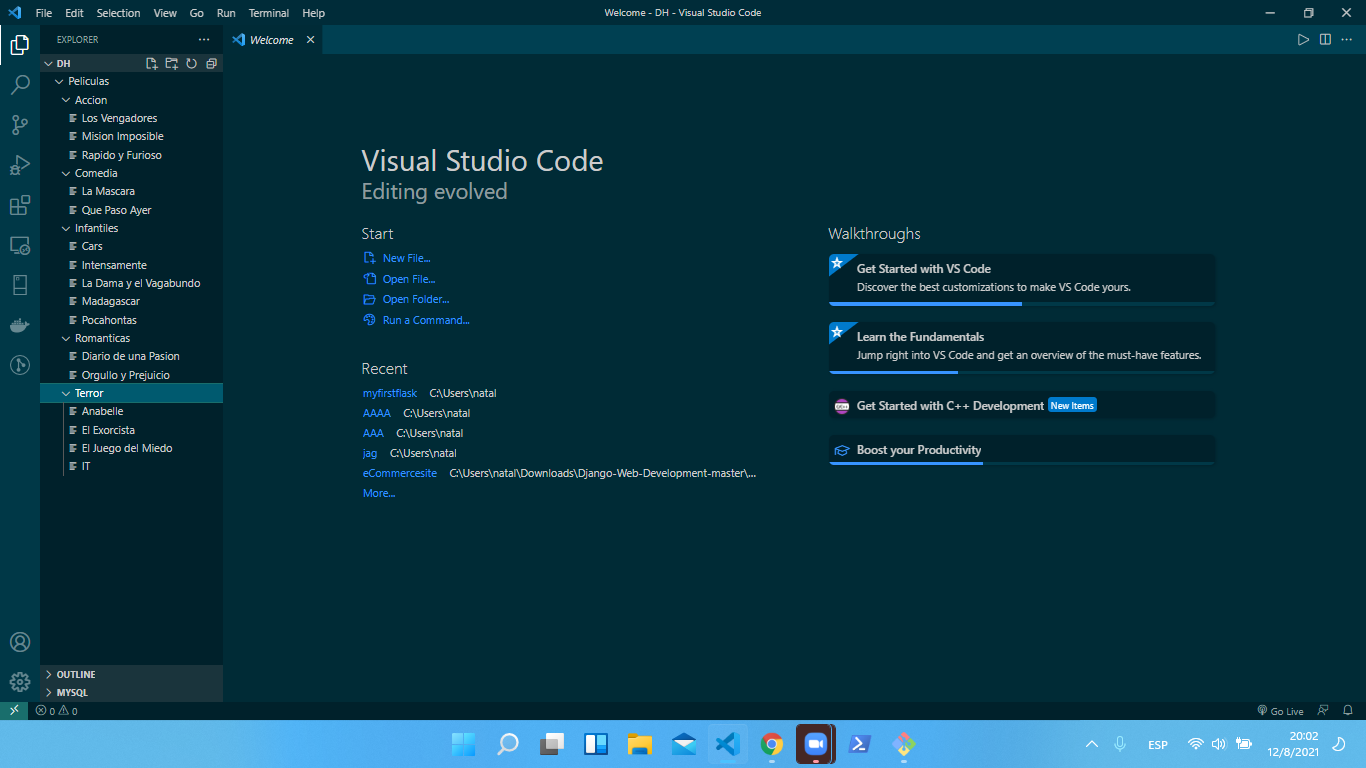 File Edit Selection View Go Run Terminal Help
Welcome - DH - Visual Studio Code
EXPLORER
DH
Peliculas
Accion
Los Vengadores
Mision Imposible
Rapido y Furioso
Comedia
La Mascara
Que Paso Ayer
Infantiles
Cars
Intensamente
La Dama y el Vagabundo
Madagascar
Pocahontas
Romanticas
Diario de una Pasion
Orgullo y Prejuicio
Terror
Anabelle
El Exorcista
El Juego del Miedo
IT
OUTLINE
MYSQL
Welcome
Visual Studio Code
Editing evolved
Start
New File...
Open File...
Open Folder...
Run a Command...
Recent
myfirstflask C:\Users\natal
AAAA C:\Users\natal
AAA C:\Users\natal
jag C:\Users\natal
eCommercesite C:\Users\natal\Downloads\Django-Web-Development-master\...
More...
Walkthroughs
Get Started with VS Code
Discover the best customizations to make VS Code yours.
Learn the Fundamentals
Jump right into VS Code and get an overview of the must-have features.
Get Started with C++ Development New Items
Boost your Productivity
0 0
Go Live
ESP
20:02
12/8/2021